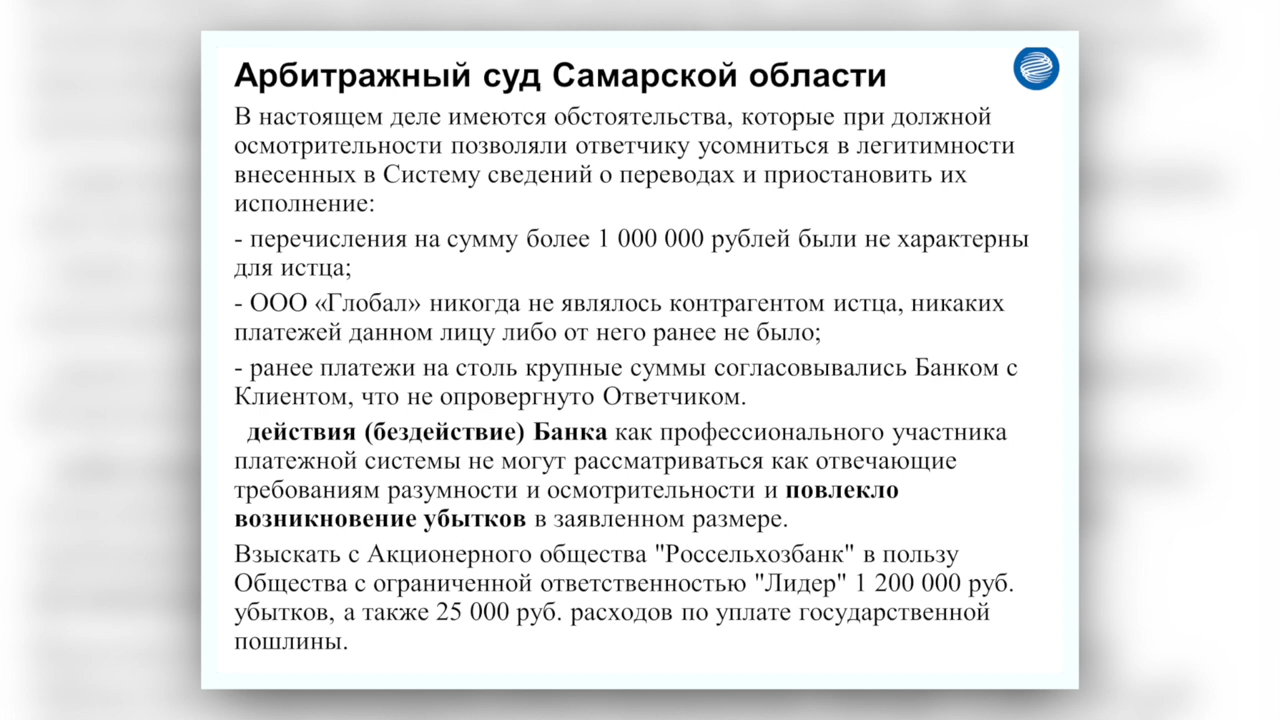 Арбитражный суд Самарской области
В настоящем деле имеются обстоятельства, которые при должной
осмотрительности позволяли ответчику усомниться в легитимности
внесенных в Систему сведений о переводах и приостановить их
исполнение:
- перечисления на сумму более 1 000 000 рублей были не характерны
для истца;
- ООО «Глобал» никогда не являлось контрагентом истца, никаких
платежей данном лицу либо от него ранее не было;
- ранее платежи на столь крупные суммы согласовывались Банком с
Клиентом, что не опровергнуто Ответчиком.
действия (бездействие) Банка как профессионального участника
платежной системы не могут рассматриваться как отвечающие
требованиям разумности и осмотрительности и повлекло
возникновение убытков в заявленном размере.
Взыскать с Акционерного общества "Россельхозбанк" в пользу
Общества с ограниченной ответственностью "Лидер" 1 200 000 руб.
убытков, а также 25 000 руб. расходов по уплате государственной
пошлины.